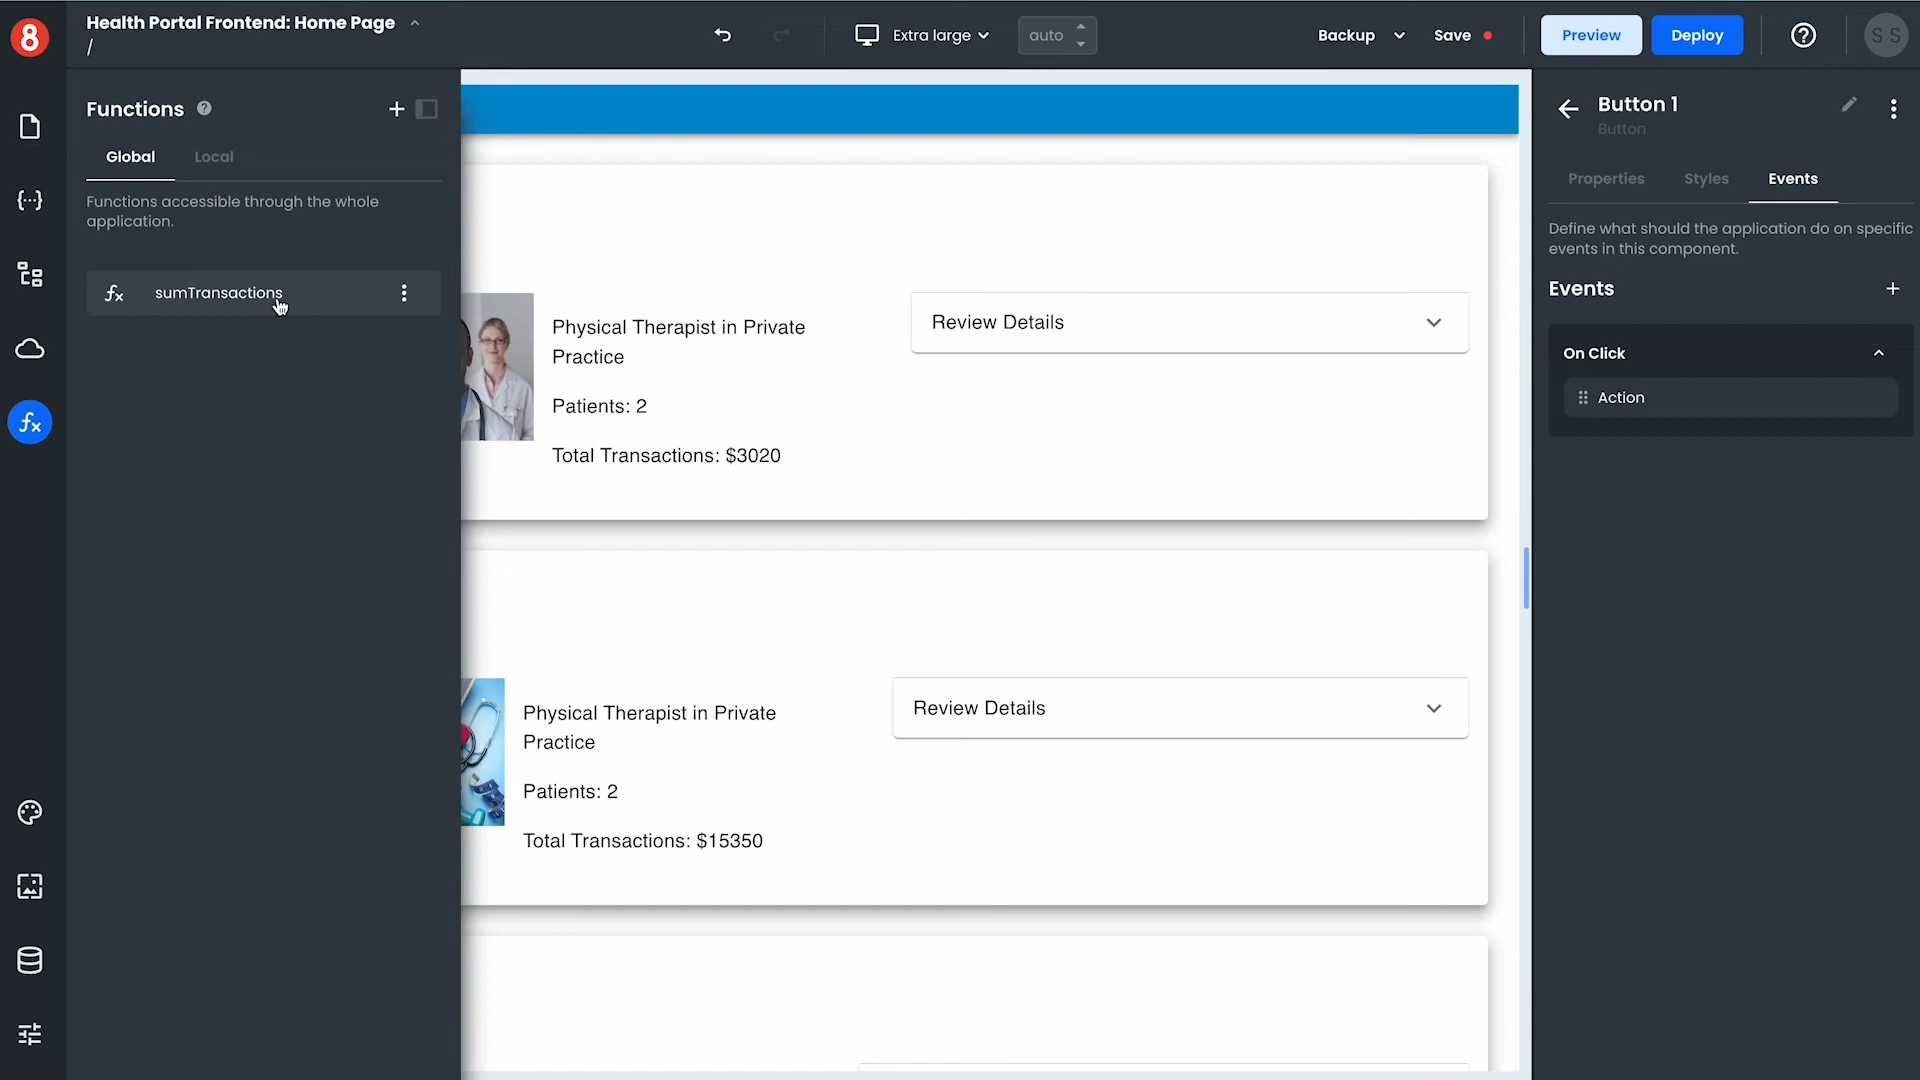 8
Health Portal Frontend: Home Page
/
Extra large
auto
Backup
Save
Preview
Deploy
S S
Functions
Global
Local
Functions accessible through the whole
application.
fx
sumTransactions
fx
Physical Therapist in Private
Practice
Patients: 2
Total Transactions: $3020
Review Details
Physical Therapist in Private
Practice
Patients: 2
Total Transactions: $15350
Review Details
Button 1
Button
Properties
Styles
Events
Define what should the application do on specific
events in this component.
Events
On Click
Action